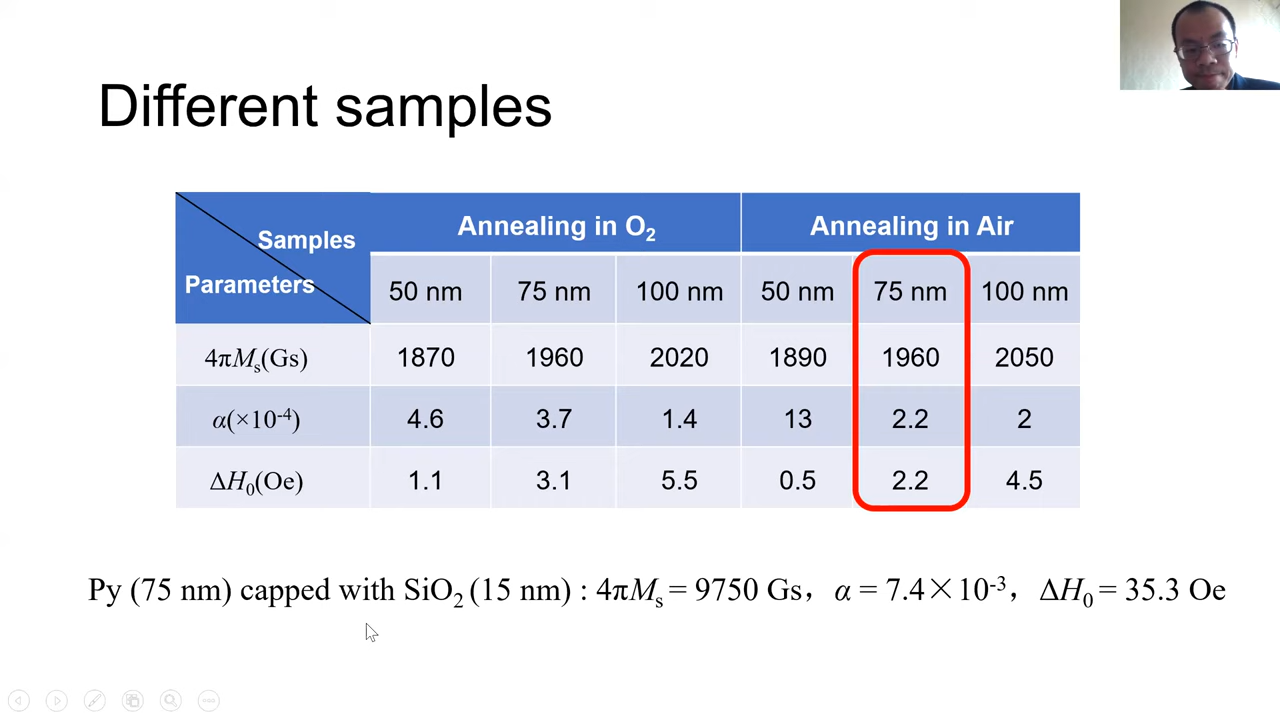 Different samples
Samples
Parameters
Annealing in O₂
Annealing in Air
50 nm 75 nm 100 nm 50 nm 75 nm 100 nm
4πMₛ(Gs) 1870 1960 2020 1890 1960 2050
α(×10⁻⁴) 4.6 3.7 1.4 13 2.2 2
ΔH₀(Oe) 1.1 3.1 5.5 0.5 2.2 4.5
Py (75 nm) capped with SiO₂ (15 nm) : 4πMₛ = 9750 Gs, α = 7.4×10⁻³, ΔH₀ = 35.3 Oe